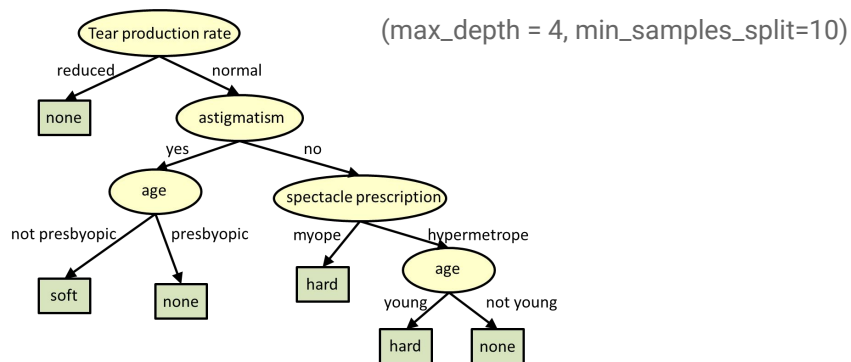 Tear production rate
(max_depth = 4, min_samples_split=10)
reduced
normal
none
astigmatism
yes
no
age
spectacle prescription
not presbyopic
presbyopic
myope
hypermetrope
soft
none
hard
age
young
not young
hard
none